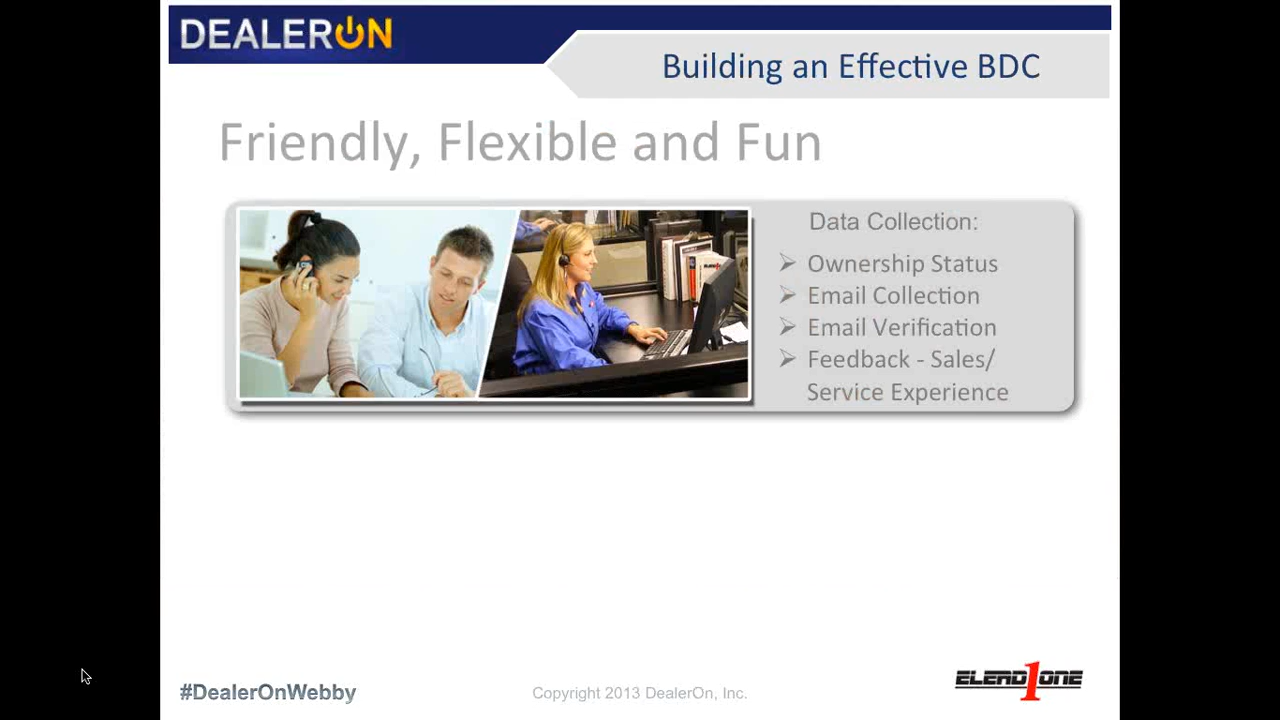 DEALERON
Building an Effective BDC
Friendly, Flexible and Fun
Data Collection:
➢ Ownership Status
➢ Email Collection
➢ Email Verification
➢ Feedback - Sales/
Service Experience
#DealerOnWebby
Copyright 2013 DealerOn, Inc.
ELEAD1ONE